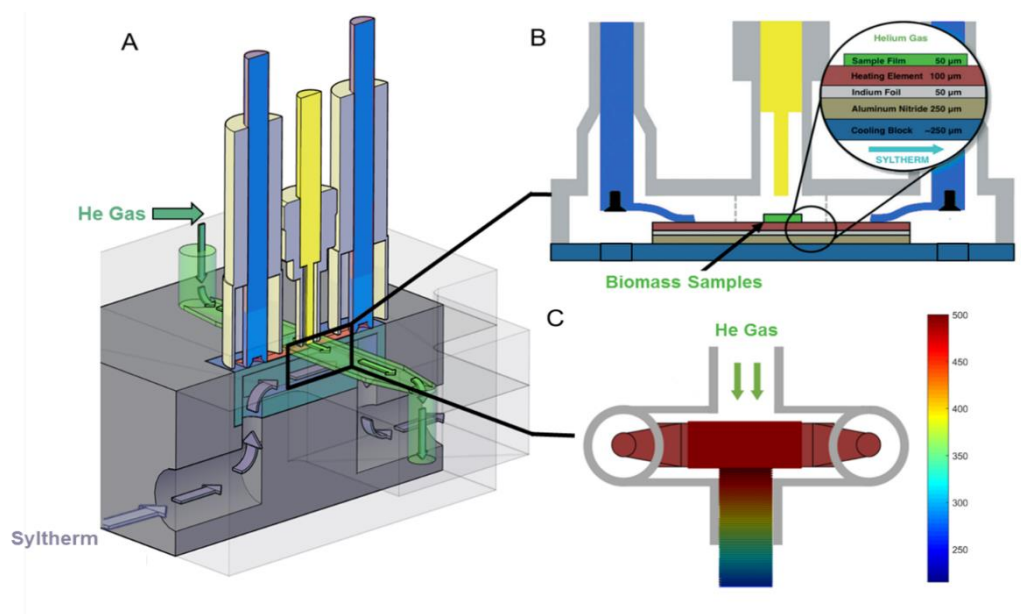 A
He Gas
Syltherm
B
Helium Gas
Sample Film 50 µm
Heating Element 100 µm
Indium Foil 50 µm
Aluminum Nitride 250 µm
Cooling Block ~250 µm
SYLTHERM
Biomass Samples
C
He Gas
500
450
400
350
300
250